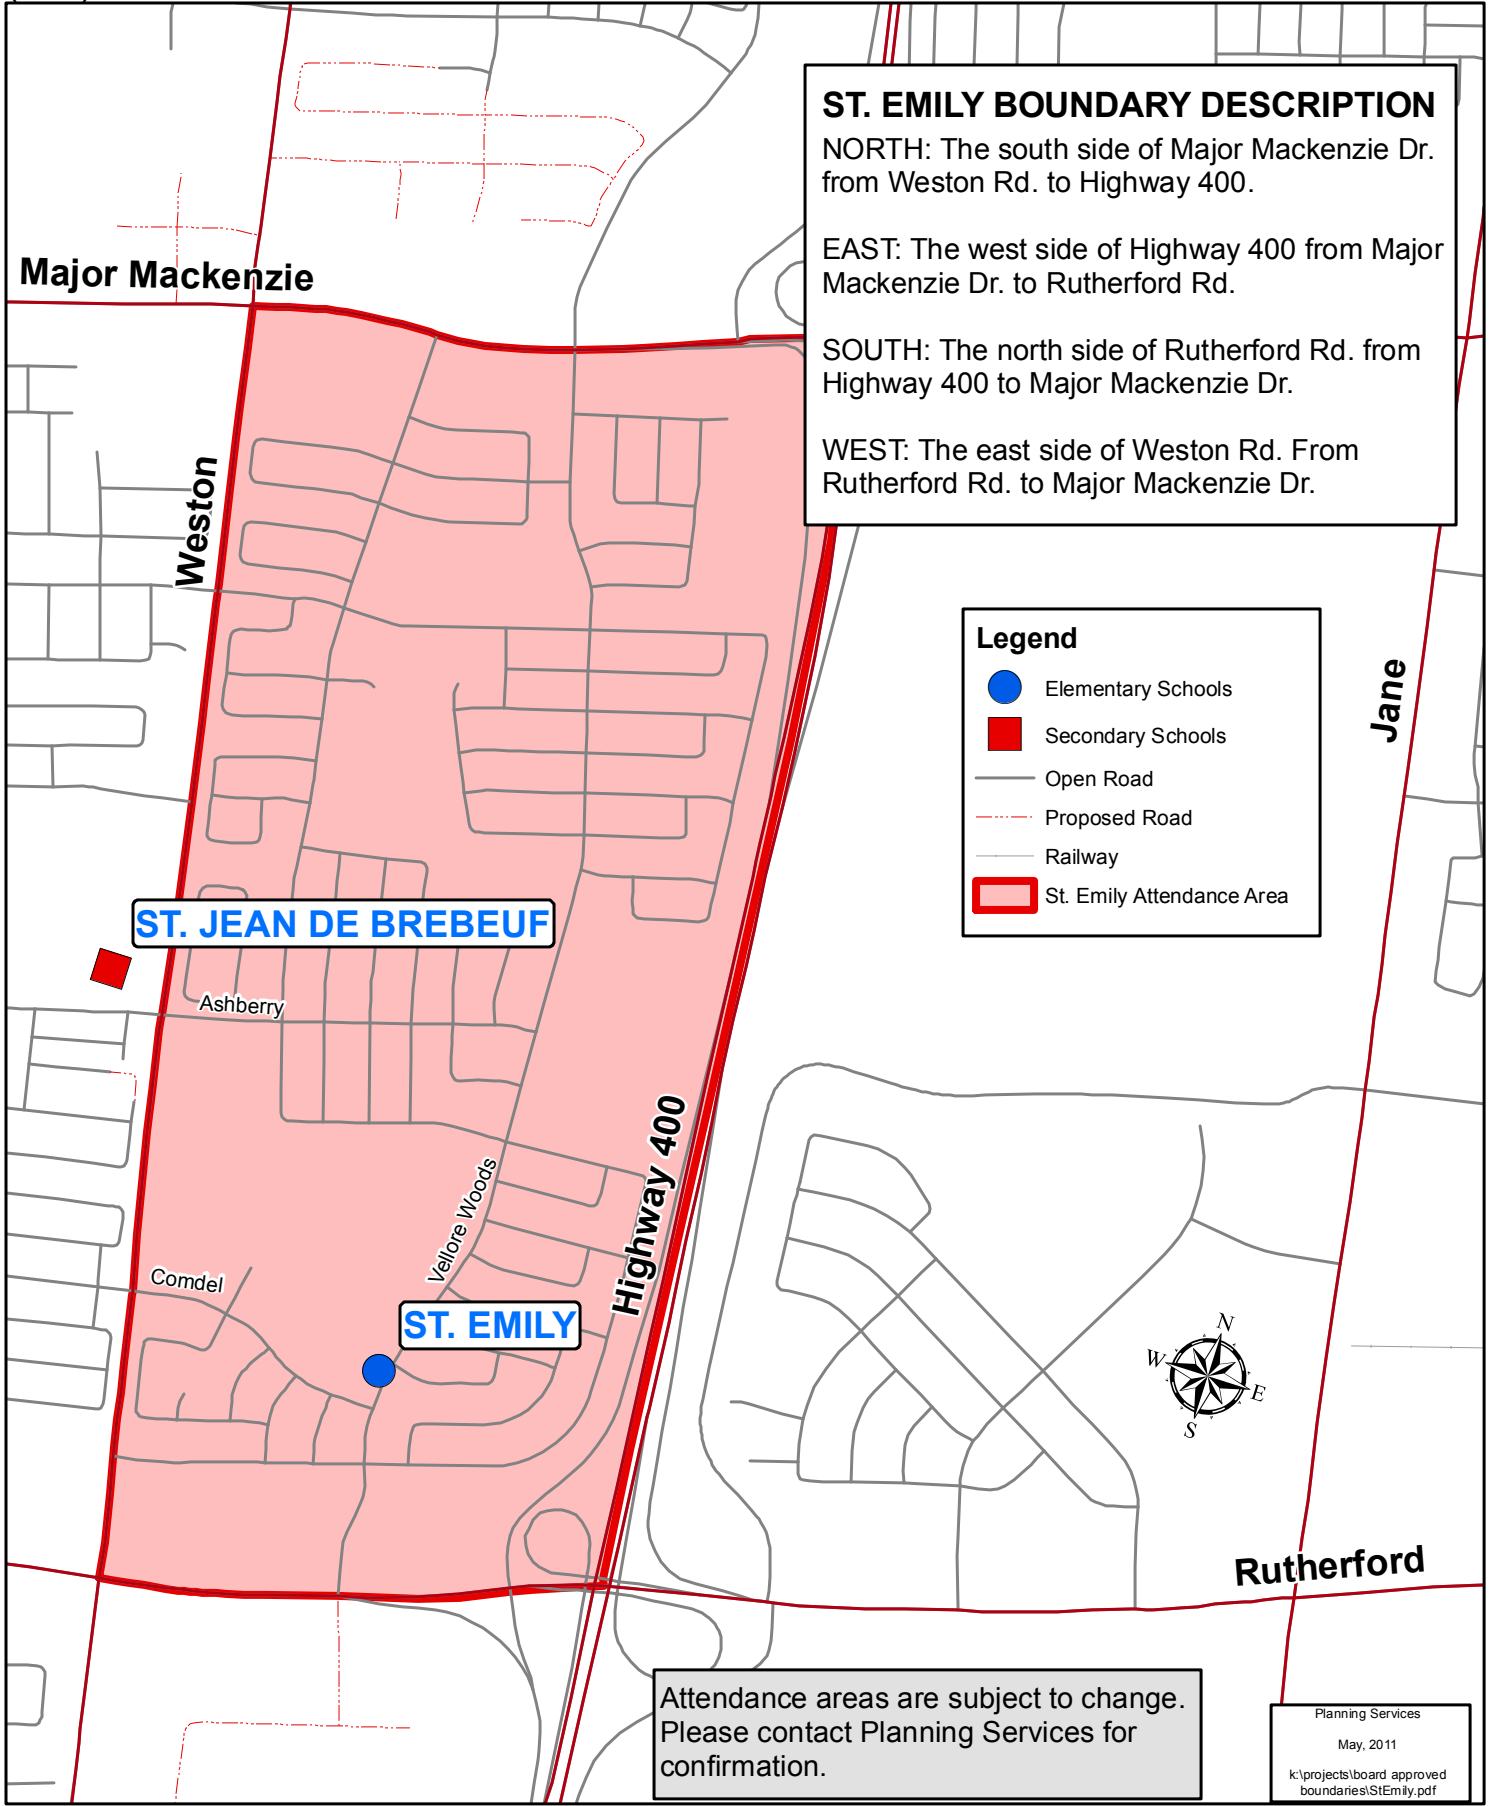 ST. EMILY BOUNDARY DESCRIPTION
NORTH: The south side of Major Mackenzie Dr.
from Weston Rd. to Highway 400.
EAST: The west side of Highway 400 from Major
Mackenzie Dr. to Rutherford Rd.
SOUTH: The north side of Rutherford Rd. from
Highway 400 to Major Mackenzie Dr.
WEST: The east side of Weston Rd. From
Rutherford Rd. to Major Mackenzie Dr.
Major Mackenzie
Weston
Legend
Elementary Schools
Secondary Schools
Open Road
Proposed Road
Railway
St. Emily Attendance Area
Jane
ST. JEAN DE BREBEUF
Ashberry
Highway 400
Vellore Woods
Comdel
ST. EMILY
N
W
E
S
Rutherford
Attendance areas are subject to change.
Please contact Planning Services for
confirmation.
Planning Services
May, 2011
k:\projects\board approved
boundaries\StEmily.pdf